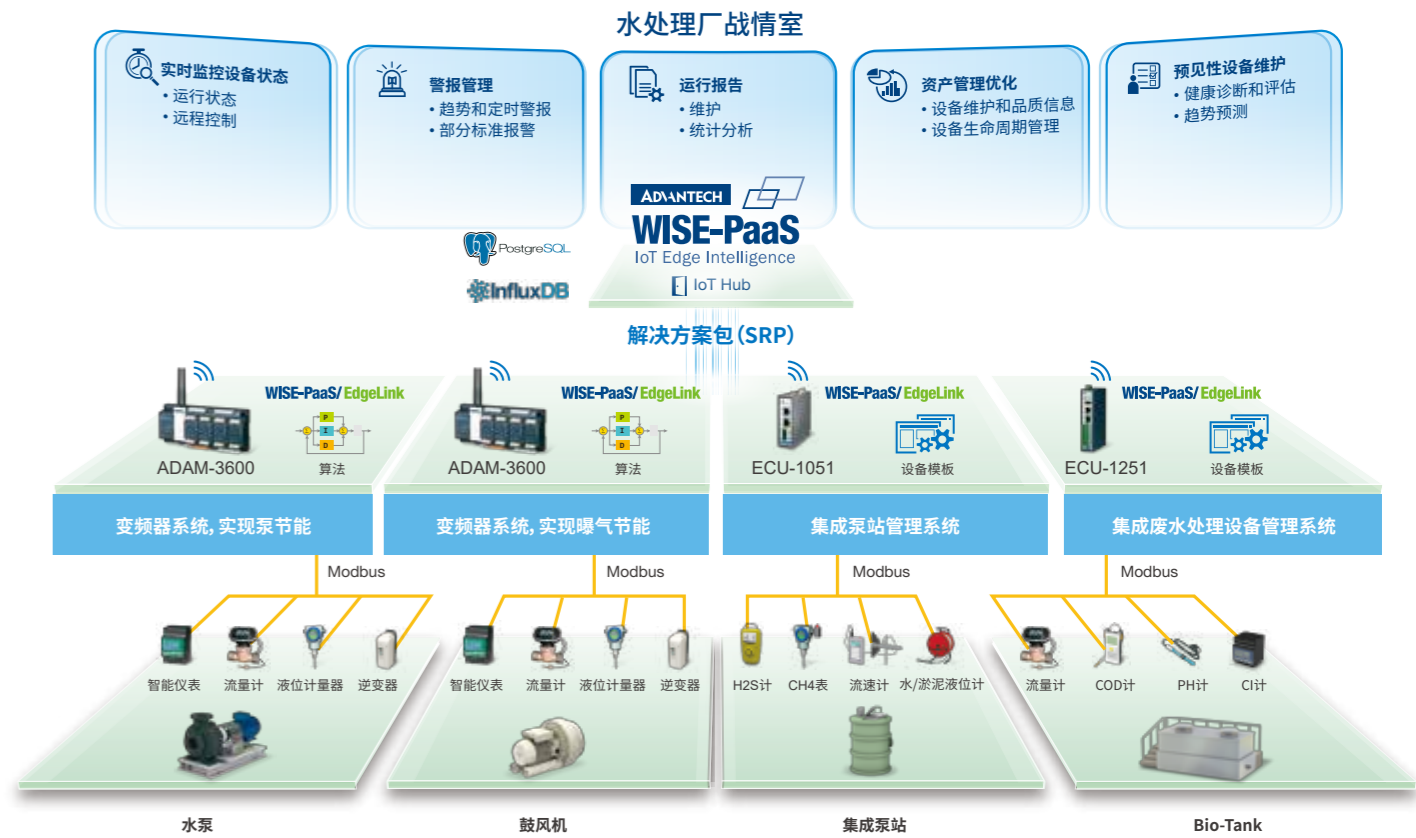 水处理厂战情室
实时监控设备状态
• 运行状态
• 远程控制
警报管理
• 趋势和定时警报
• 部分标准报警
运行报告
• 维护
• 统计分析
资产管理优化
• 设备维护和品质信息
• 设备生命周期管理
预见性设备维护
• 健康诊断和评估
• 趋势预测
ADVANTECH
WISE-PaaS
IoT Edge Intelligence
IoT Hub
PostgreSQL
InfluxDB
解决方案包(SRP)
WISE-PaaS/EdgeLink
P
I
D
ADAM-3600
算法
WISE-PaaS/EdgeLink
P
I
D
ADAM-3600
算法
WISE-PaaS/EdgeLink
ECU-1051
设备模板
WISE-PaaS/EdgeLink
ECU-1251
设备模板
变频器系统, 实现泵节能
变频器系统, 实现曝气节能
集成泵站管理系统
集成废水处理设备管理系统
Modbus
Modbus
Modbus
Modbus
智能仪表 流量计 液位计量器 逆变器
智能仪表 流量计 液位计量器 逆变器
H2S计 CH4表 流速计 水/淤泥液位计
流量计 COD计 PH计 CI计
水泵
鼓风机
集成泵站
Bio-Tank